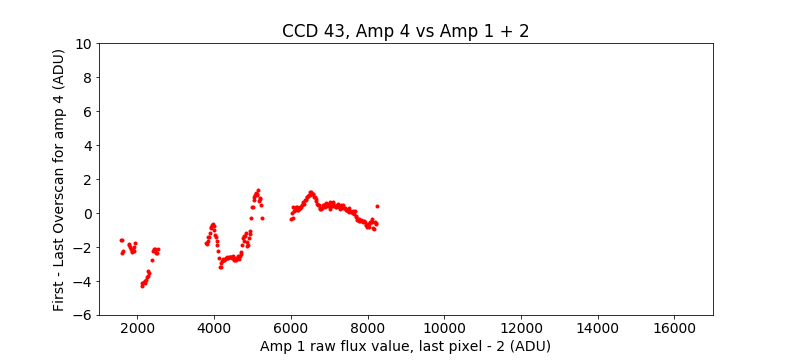 CCD 43, Amp 4 vs Amp 1 + 2
First - Last Overscan for amp 4 (ADU)
10
8
6
4
2
0
−2
−4
−6
2000 4000 6000 8000 10000 12000 14000 16000
Amp 1 raw flux value, last pixel - 2 (ADU)